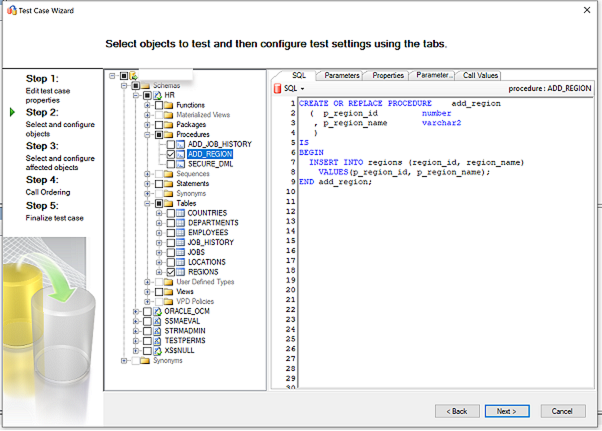 Test Case Wizard
Select objects to test and then configure test settings using the tabs.
Step 1:
Edit test case
properties
Step 2:
Select and configure
objects
Step 3:
Select and configure
affected objects
Step 4:
Call Ordering
Step 5:
Finalize test case
Schemas
HR
Functions
Materialized Views
Packages
Procedures
ADD_JOB_HISTORY
ADD_REGION
SECURE_DML
Sequences
Statements
Synonyms
Tables
COUNTRIES
DEPARTMENTS
EMPLOYEES
JOB_HISTORY
JOBS
LOCATIONS
REGIONS
User Defined Types
Views
VPD Policies
ORACLE_OCM
SSMAEVAL
STRMADMIN
TESTPERMS
XS$NULL
Synonyms
SQL Parameters Properties Parameter... Call Values
SQL procedure : ADD_REGION
1 CREATE OR REPLACE PROCEDURE add_region
2 ( p_region_id number
3 , p_region_name varchar2
4 )
5 IS
6 BEGIN
7 INSERT INTO regions (region_id, region_name)
8 VALUES(p_region_id, p_region_name);
9 END add_region;
10
11
12
13
14
15
16
17
18
19
20
21
22
23
24
25
26
27
28
29
30
< Back Next > Cancel